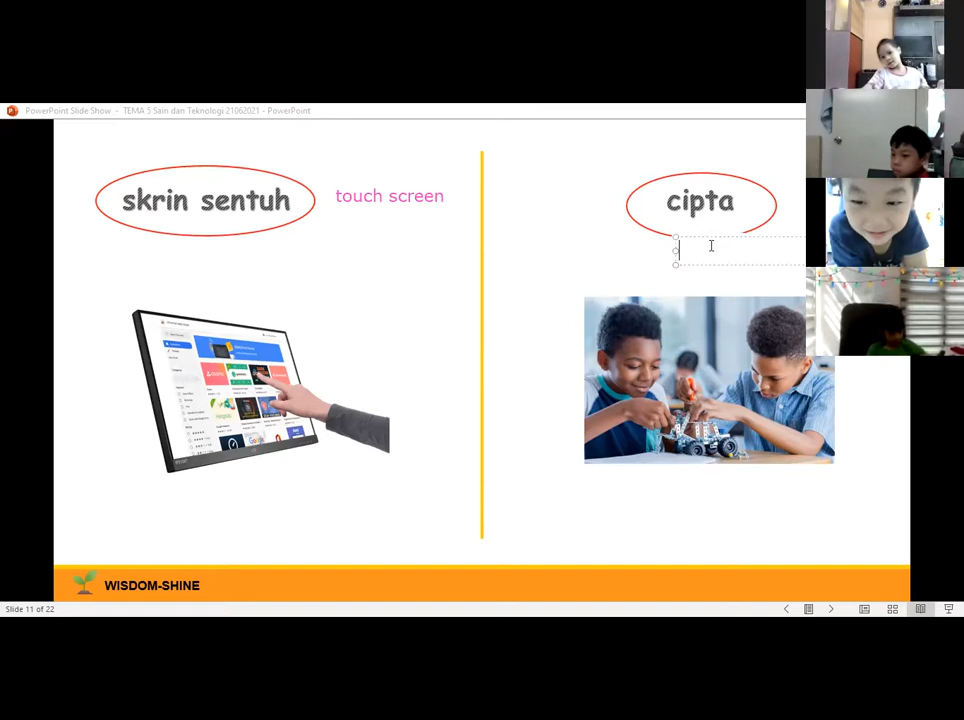 PowerPoint Slide Show - TEMA 5 Sain dan Teknologi 21062021 - PowerPoint
skrin sentuh
touch screen
cipta
Google
WISDOM-SHINE
Slide 11 of 22